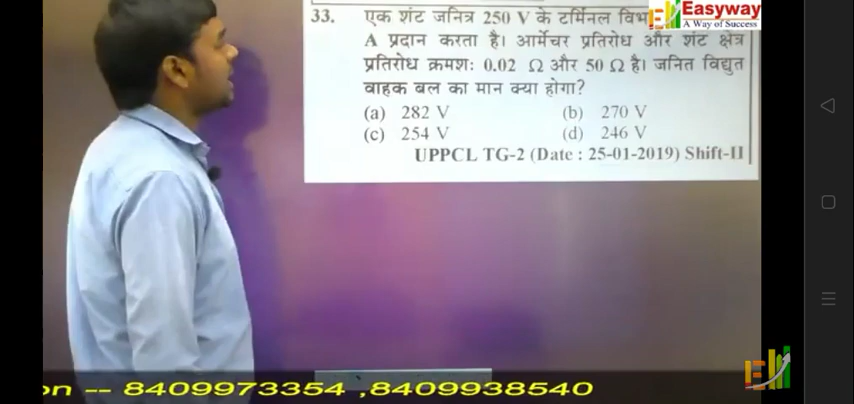 33. एक शंट जनित्र 250 V के टर्मिनल
Easyway
A Way of Success
A प्रदान करता है। आर्मेचर प्रतिरोध और शंट क्षेत्र
प्रतिरोध क्रमशः 0.02 Ω और 50 Ω है। जनित विद्युत
वाहक बल का मान क्या होगा?
(a) 282 V (b) 270 V
(c) 254 V (d) 246 V
UPPCL TG-2 (Date : 25-01-2019) Shift-II
on -- 8409973354 ,8409938540